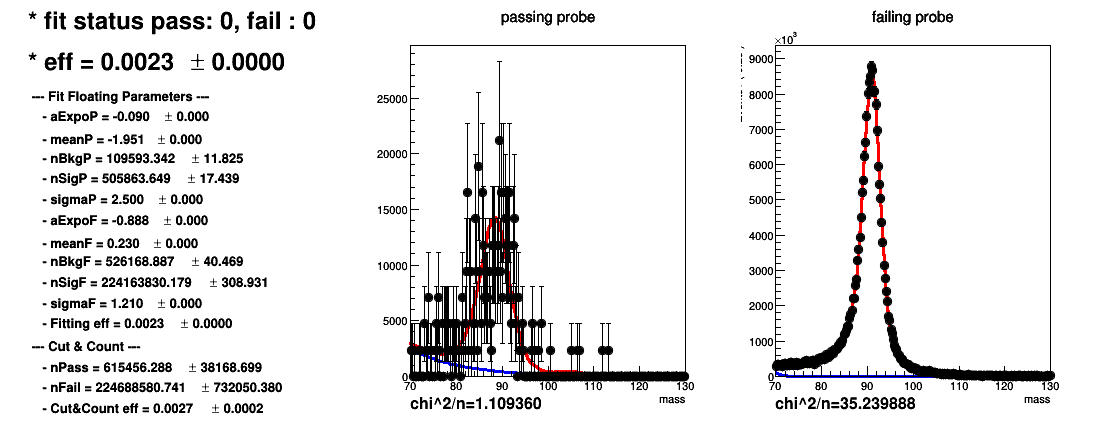 * fit status pass: 0, fail : 0
* eff = 0.0023 ± 0.0000
--- Fit Floating Parameters ---
- aExpoP = -0.090 ± 0.000
- meanP = -1.951 ± 0.000
- nBkgP = 109593.342 ± 11.825
- nSigP = 505863.649 ± 17.439
- sigmaP = 2.500 ± 0.000
- aExpoF = -0.888 ± 0.000
- meanF = 0.230 ± 0.000
- nBkgF = 526168.887 ± 40.469
- nSigF = 224163830.179 ± 308.931
- sigmaF = 1.210 ± 0.000
- Fitting eff = 0.0023 ± 0.0000
--- Cut & Count ---
- nPass = 615456.288 ± 38168.699
- nFail = 224688580.741 ± 732050.380
- Cut&Count eff = 0.0027 ± 0.0002
passing probe
25000
20000
15000
10000
5000
0
70 80 90 100 110 120 130
mass
chi^2/n=1.109360
failing probe
×10³
9000
8000
7000
6000
5000
4000
3000
2000
1000
0
70 80 90 100 110 120 130
mass
chi^2/n=35.239888